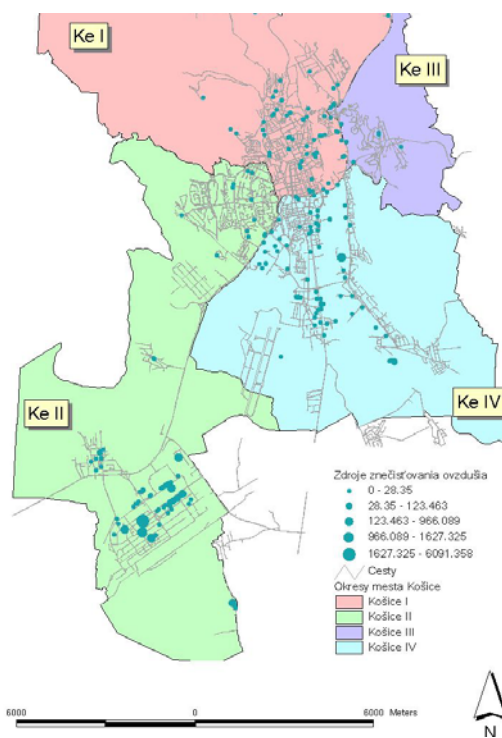 Ke I
Ke III
Ke II
Ke IV
Zdroje znečisťovania ovzdušia
0 - 28.35
28.35 - 123.463
123.463 - 966.089
966.089 - 1627.325
1627.325 - 6091.358
Cesty
Okresy mesta Košice
Košice I
Košice II
Košice III
Košice IV
6000 0 6000 Meters
N